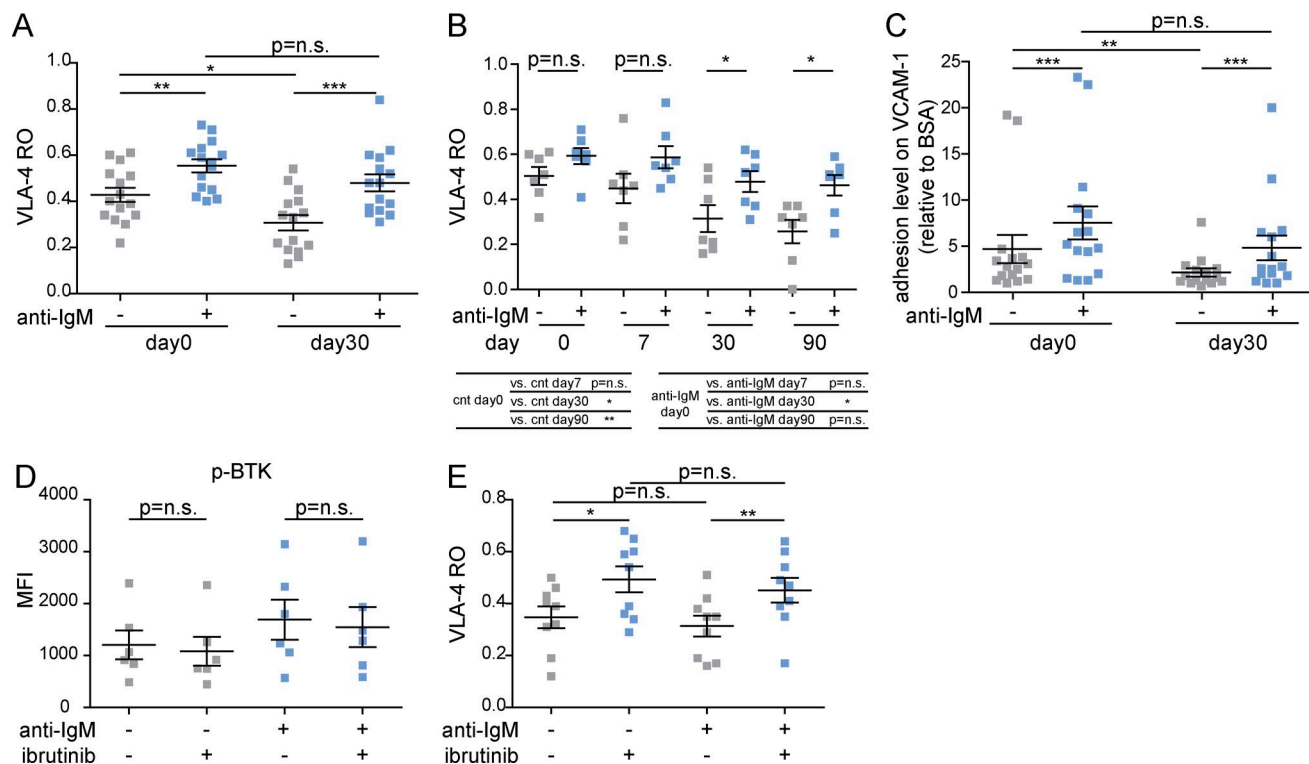 A
p=n.s.
*
**
***
VLA-4 RO
1.0
0.8
0.6
0.4
0.2
0.0
anti-IgM
- + - +
day0 day30
B
p=n.s. p=n.s. * *
VLA-4 RO
1.0
0.8
0.6
0.4
0.2
0.0
anti-IgM - + - + - + - +
day 0 7 30 90
cnt day0
vs. cnt day7 p=n.s.
vs. cnt day30 *
vs. cnt day90 **
anti-IgM
day0
vs. anti-IgM day7 p=n.s.
vs. anti-IgM day30 *
vs. anti-IgM day90 p=n.s.
C
p=n.s.
**
*** ***
adhesion level on VCAM-1
(relative to BSA)
25
20
15
10
5
0
anti-IgM - + - +
day0 day30
D
p-BTK
p=n.s. p=n.s.
MFI
4000
3000
2000
1000
0
anti-IgM - - + +
ibrutinib - + - +
E
p=n.s.
p=n.s.
* **
VLA-4 RO
0.8
0.6
0.4
0.2
0.0
anti-IgM - - + +
ibrutinib - + - +